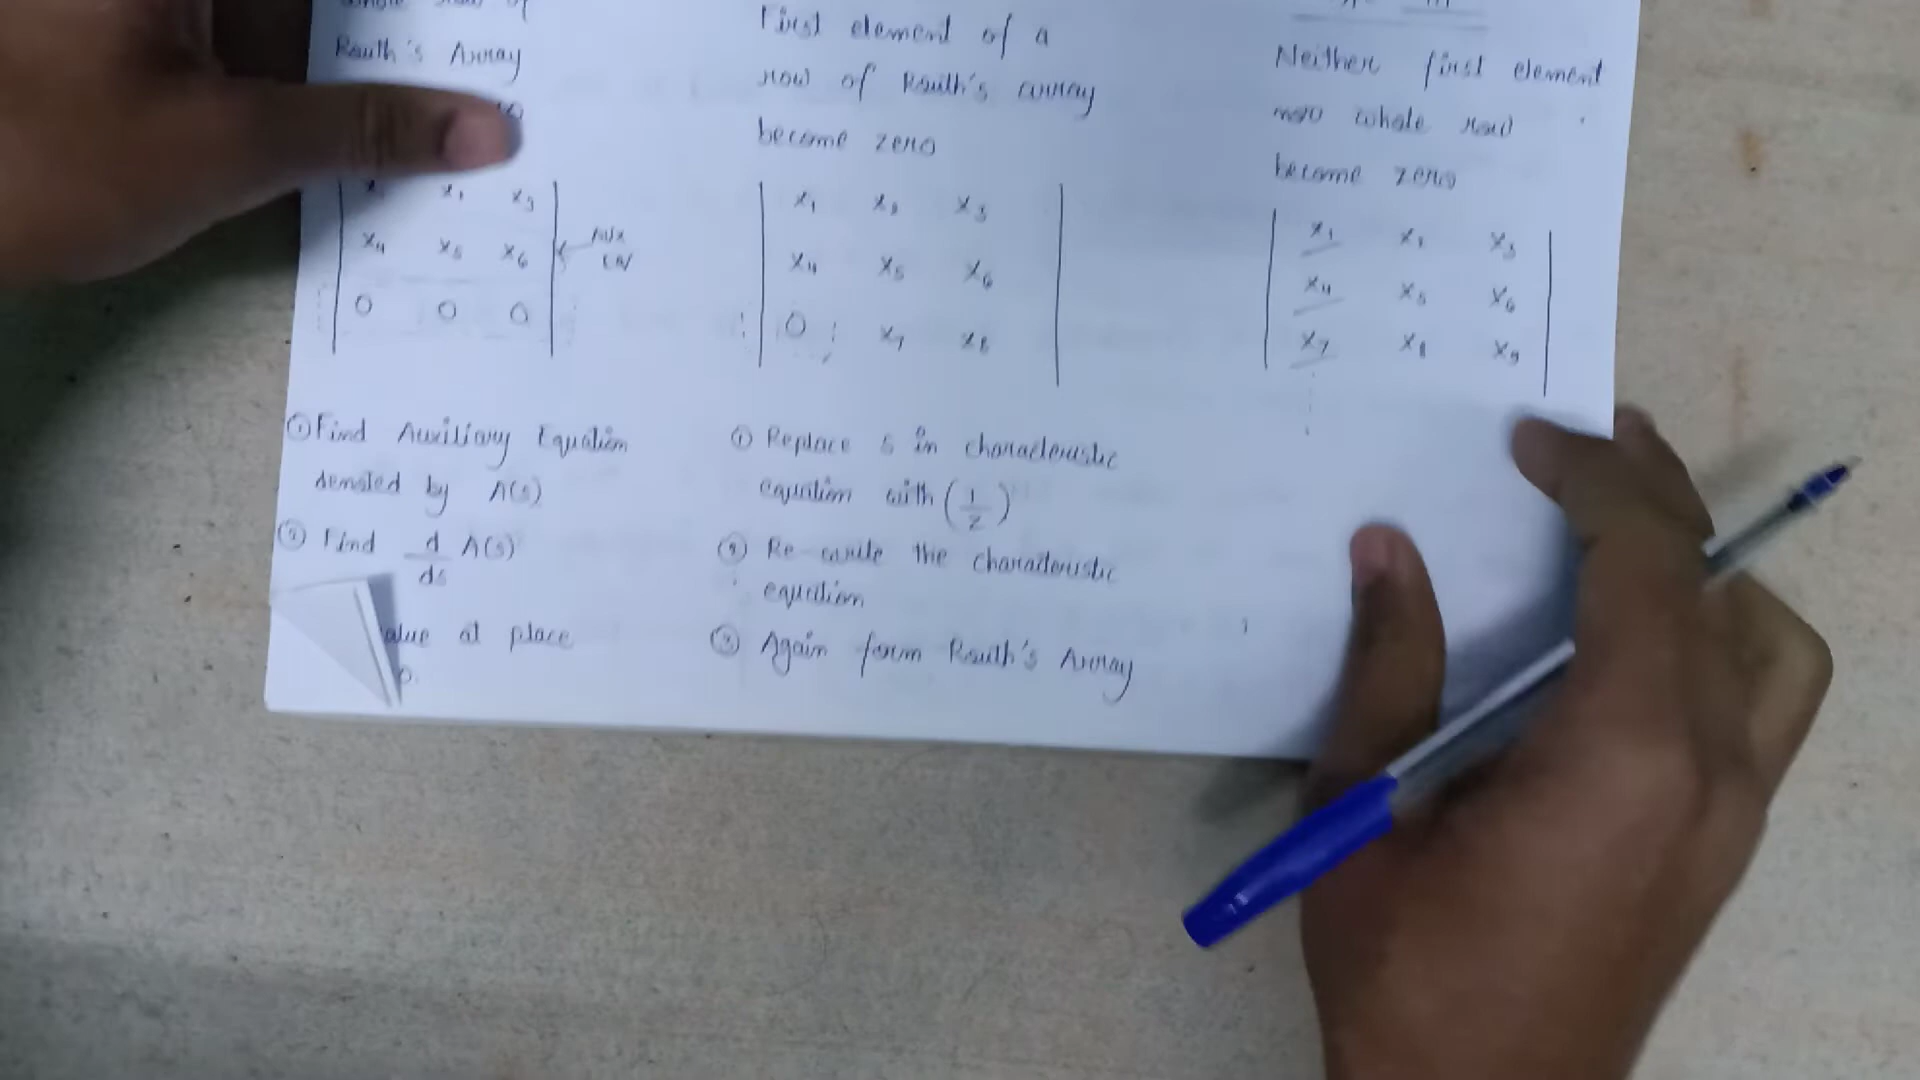 Routh's Array
x₁ x₃
x₄ x₅ x₆
0 0 0
① Find Auxiliary Equation
denoted by A(s)
② Find d/ds A(s)
value at place
First element of a
row of Routh's array
become zero
x₁ x₂ x₃
x₄ x₅ x₆
0 x₇ x₈
① Replace s in characteristic
equation with (1/z)
② Re-write the characteristic
equation
③ Again form Routh's Array
Neither first element
nor whole row
become zero
x₁ x₂ x₃
x₄ x₅ x₆
x₇ x₈ x₉